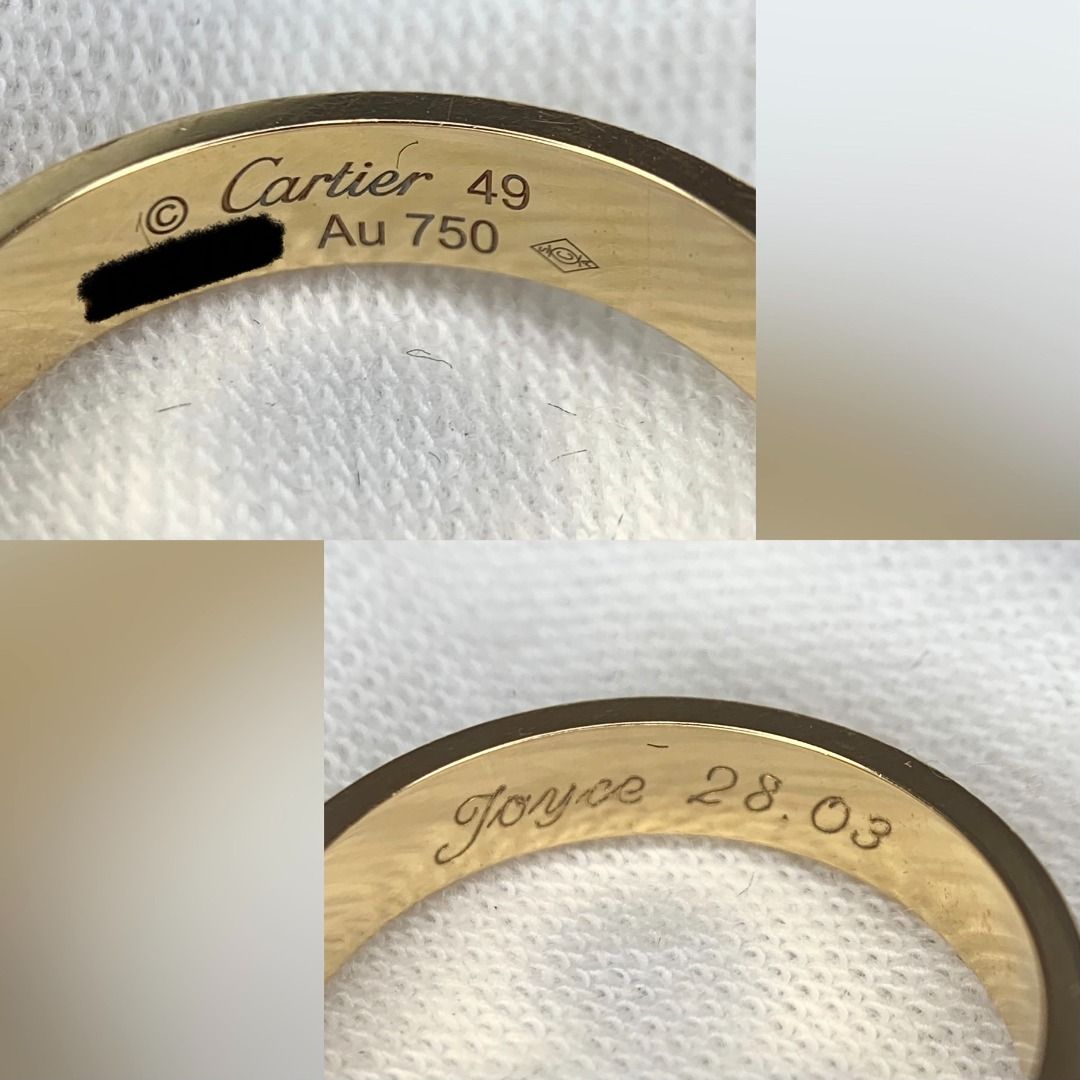 © Cartier 49
Au 750
Joyce 28.03